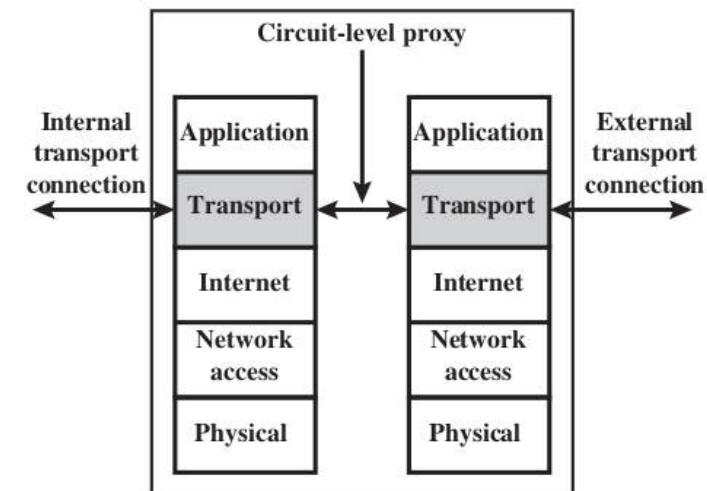 Circuit-level proxy
Internal
transport
connection
Application
Transport
Internet
Network
access
Physical
Application
Transport
Internet
Network
access
Physical
External
transport
connection